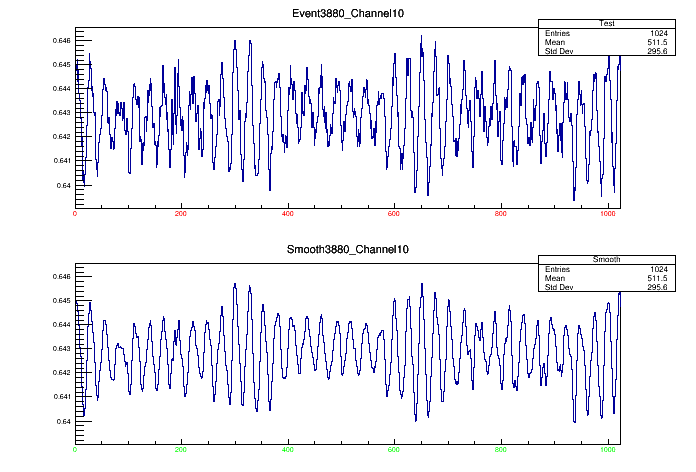 Event3880_Channel10
Test
Entries 1024
Mean 511.5
Std Dev 295.6
0.646
0.645
0.644
0.643
0.642
0.641
0.64
0 200 400 600 800 1000
Smooth3880_Channel10
Smooth
Entries 1024
Mean 511.5
Std Dev 295.6
0.646
0.645
0.644
0.643
0.642
0.641
0.64
0 200 400 600 800 1000